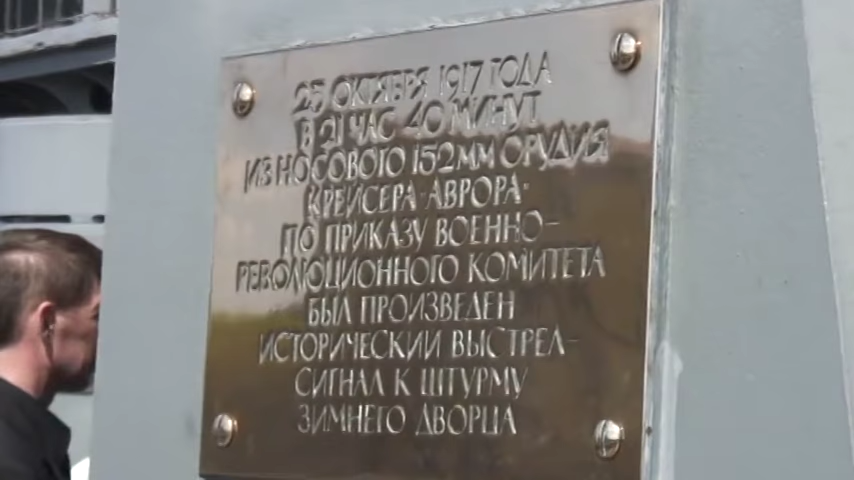 25 ОКТЯБРЯ 1917 ГОДА
В 21 ЧАС 40 МИНУТ
ИЗ НОСОВОГО 152ММ ОРУДИЯ
КРЕЙСЕРА·АВРОРА·
ПО ПРИКАЗУ ВОЕННО-
РЕВОЛЮЦИОННОГО КОМИТЕТА
БЫЛ ПРОИЗВЕДЕН
ИСТОРИЧЕСКИЙ ВЫСТРЕЛ-
СИГНАЛ К ШТУРМУ
ЗИМНЕГО ДВОРЦА